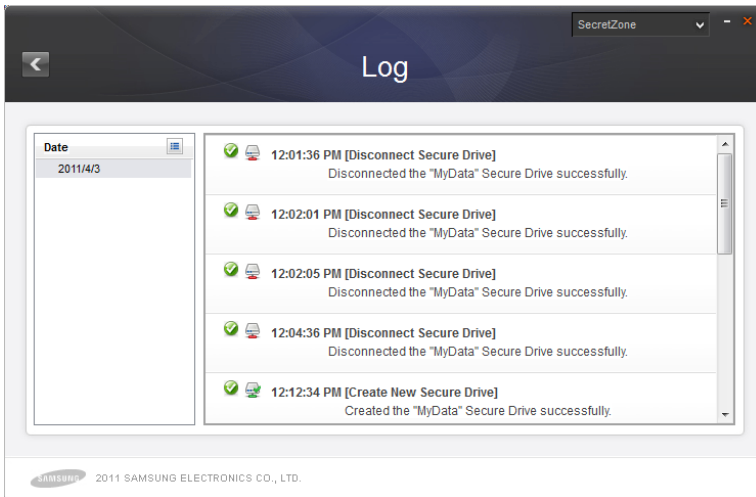 SecretZone
Log
Date
2011/4/3
12:01:36 PM [Disconnect Secure Drive]
Disconnected the "MyData" Secure Drive successfully.
12:02:01 PM [Disconnect Secure Drive]
Disconnected the "MyData" Secure Drive successfully.
12:02:05 PM [Disconnect Secure Drive]
Disconnected the "MyData" Secure Drive successfully.
12:04:36 PM [Disconnect Secure Drive]
Disconnected the "MyData" Secure Drive successfully.
12:12:34 PM [Create New Secure Drive]
Created the "MyData" Secure Drive successfully.
SAMSUNG 2011 SAMSUNG ELECTRONICS CO., LTD.